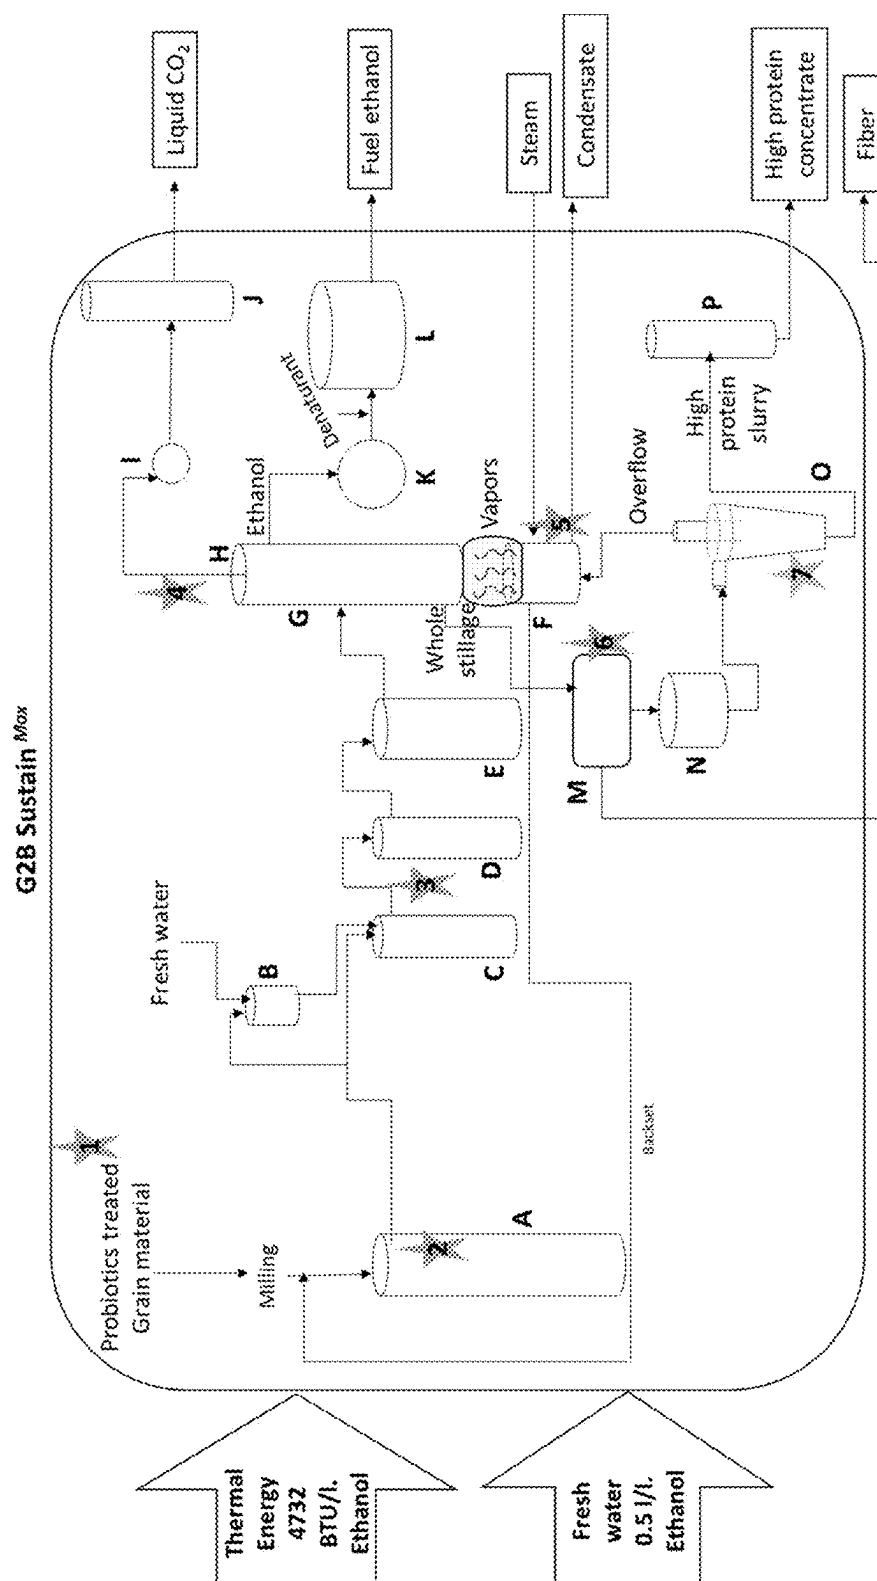 G2B Sustain Max
Thermal
Energy
4732
BTU/l.
Ethanol
Fresh
water
0.5 l/l.
Ethanol
Probiotics treated
Grain material
Milling
1
2
A
Backset
Fresh water
B
C
3
D
E
4
H
G
Ethanol
Whole
stillage
Vapors
F
5
I
J
Liquid CO2
K
Denaturant
L
Fuel ethanol
Steam
Condensate
M
6
N
Overflow
7
O
High
protein
slurry
P
High protein
concentrate
Fiber